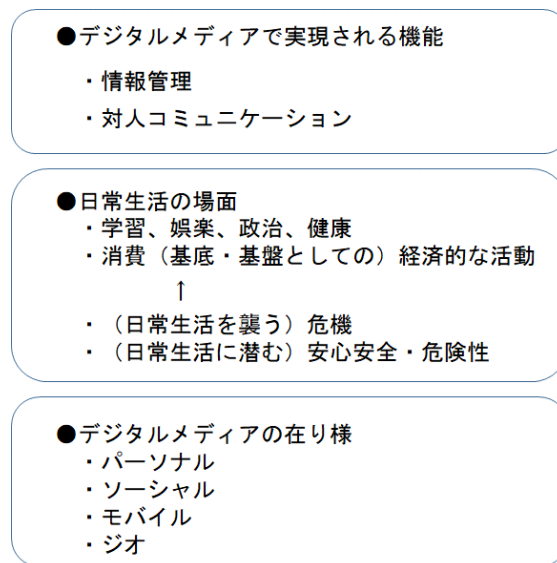 ●デジタルメディアで実現される機能
・情報管理
・対人コミュニケーション
●日常生活の場面
・学習、娯楽、政治、健康
・消費（基底・基盤としての）経済的な活動
↑
・（日常生活を襲う）危機
・（日常生活に潜む）安心安全・危険性
●デジタルメディアの在り様
・パーソナル
・ソーシャル
・モバイル
・ジオ